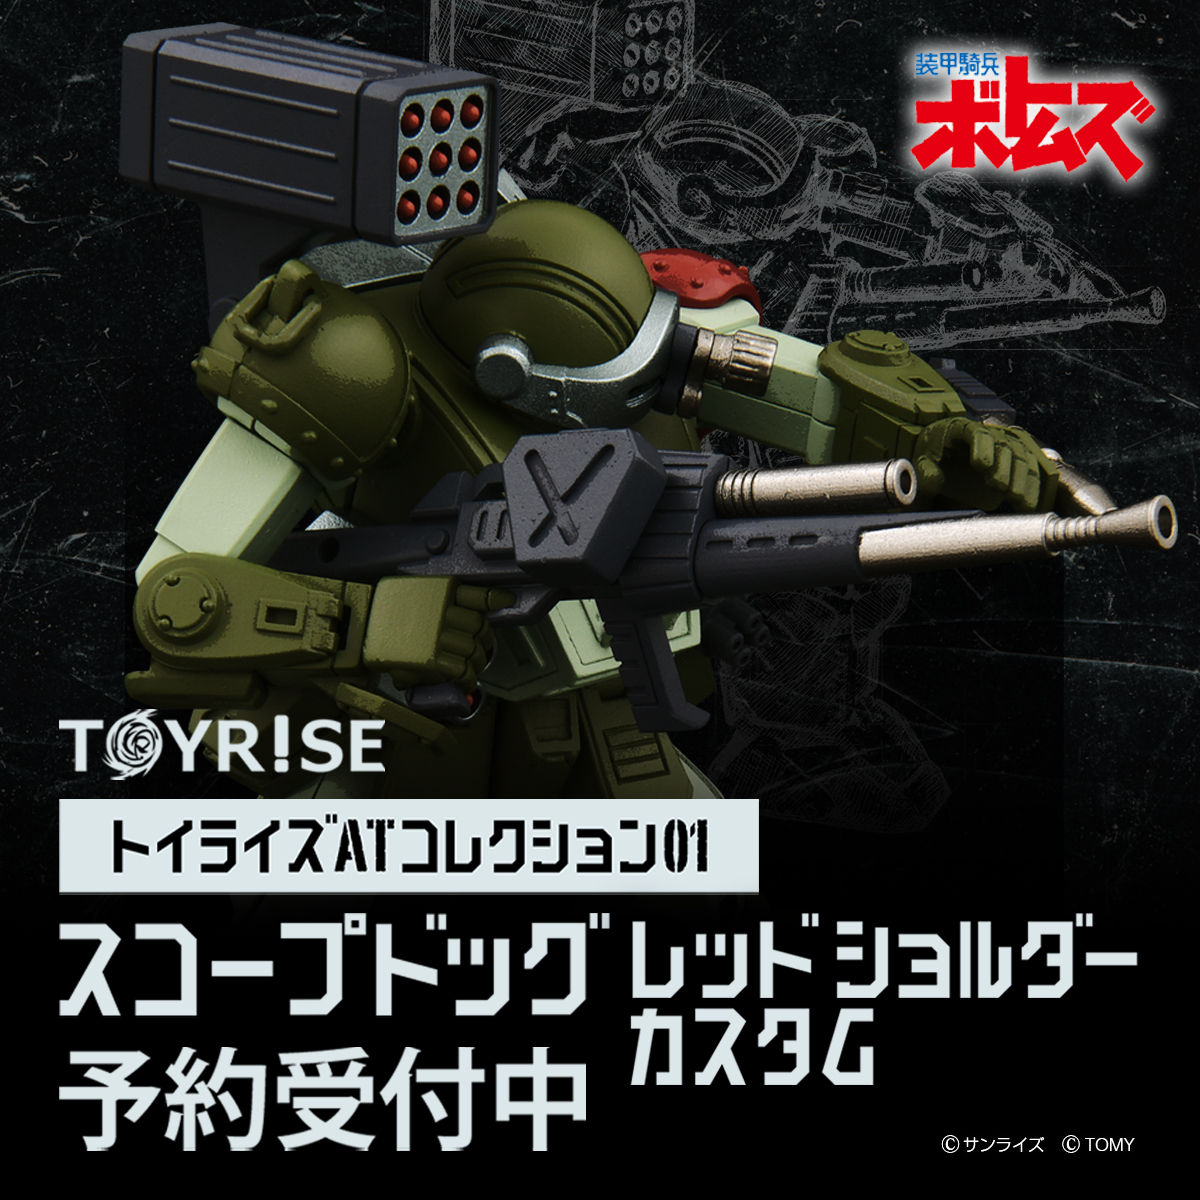 装甲騎兵
ボトムズ
TOYR!SE
トイライズATコレクション01
スコープドッグ レッドショルダー
カスタム
予約受付中
©サンライズ ©TOMY